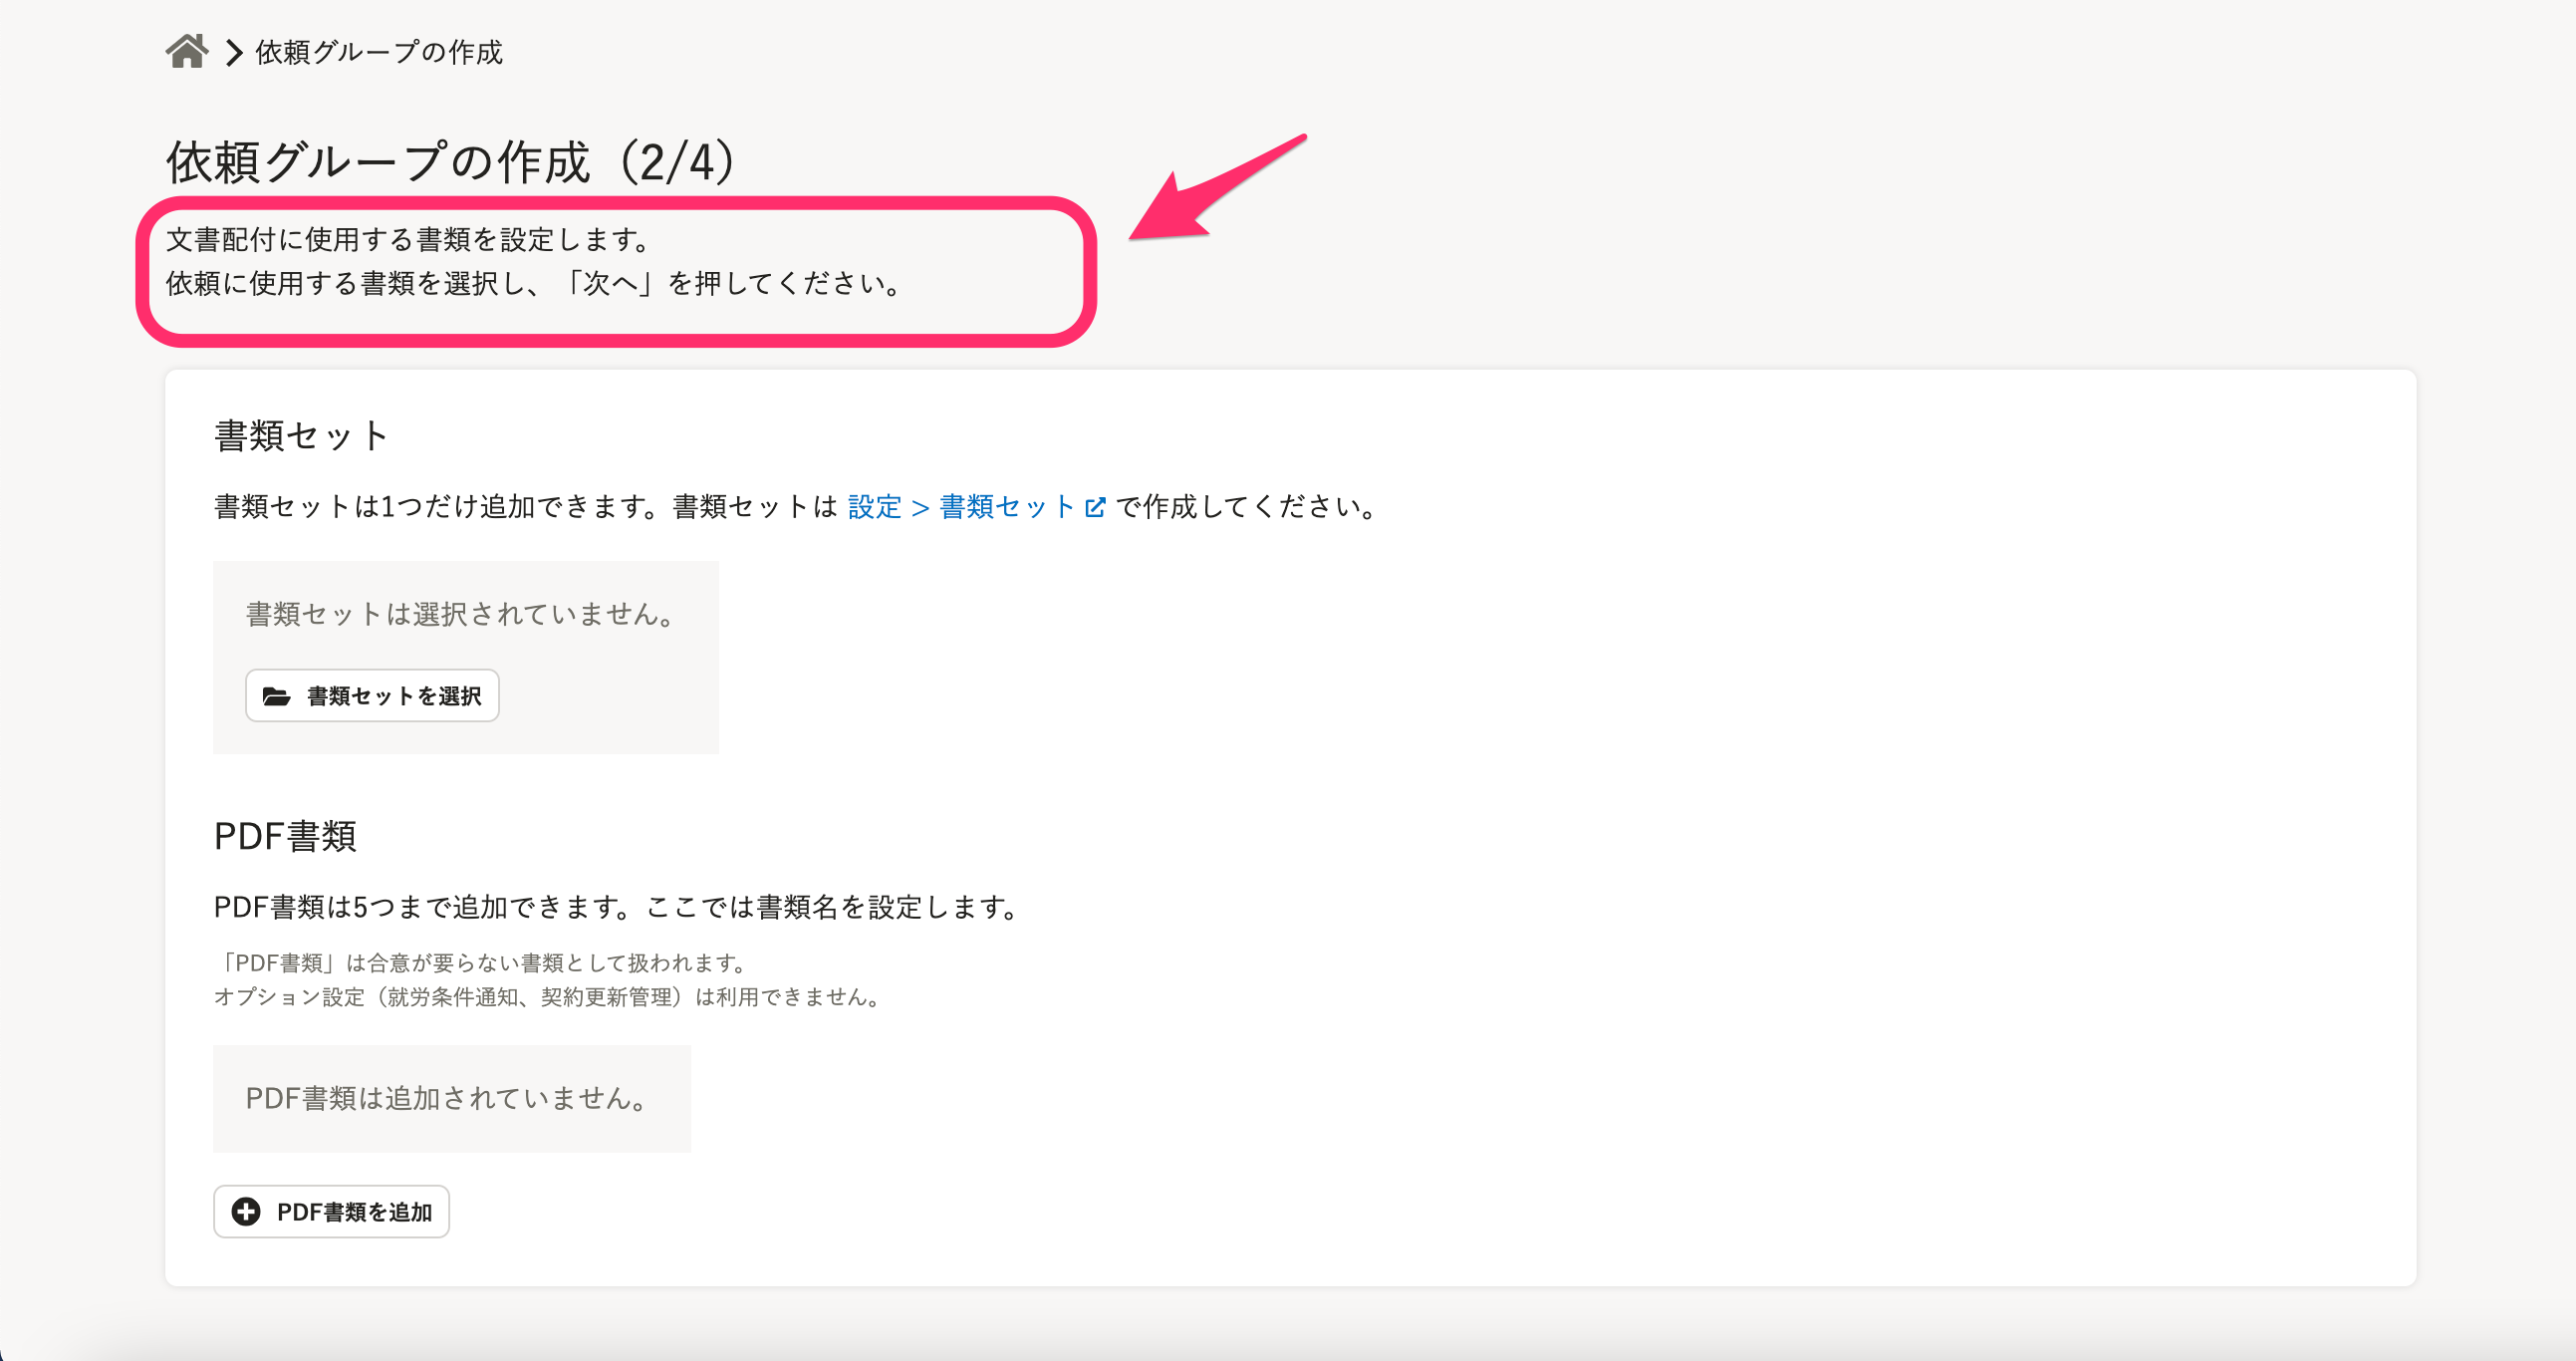 依頼グループの作成
依頼グループの作成（2/4）
文書配付に使用する書類を設定します。
依頼に使用する書類を選択し、「次へ」を押してください。
書類セット
書類セットは1つだけ追加できます。書類セットは 設定 > 書類セット で作成してください。
書類セットは選択されていません。
書類セットを選択
PDF書類
PDF書類は5つまで追加できます。ここでは書類名を設定します。
「PDF書類」は合意が要らない書類として扱われます。
オプション設定（就労条件通知、契約更新管理）は利用できません。
PDF書類は追加されていません。
PDF書類を追加